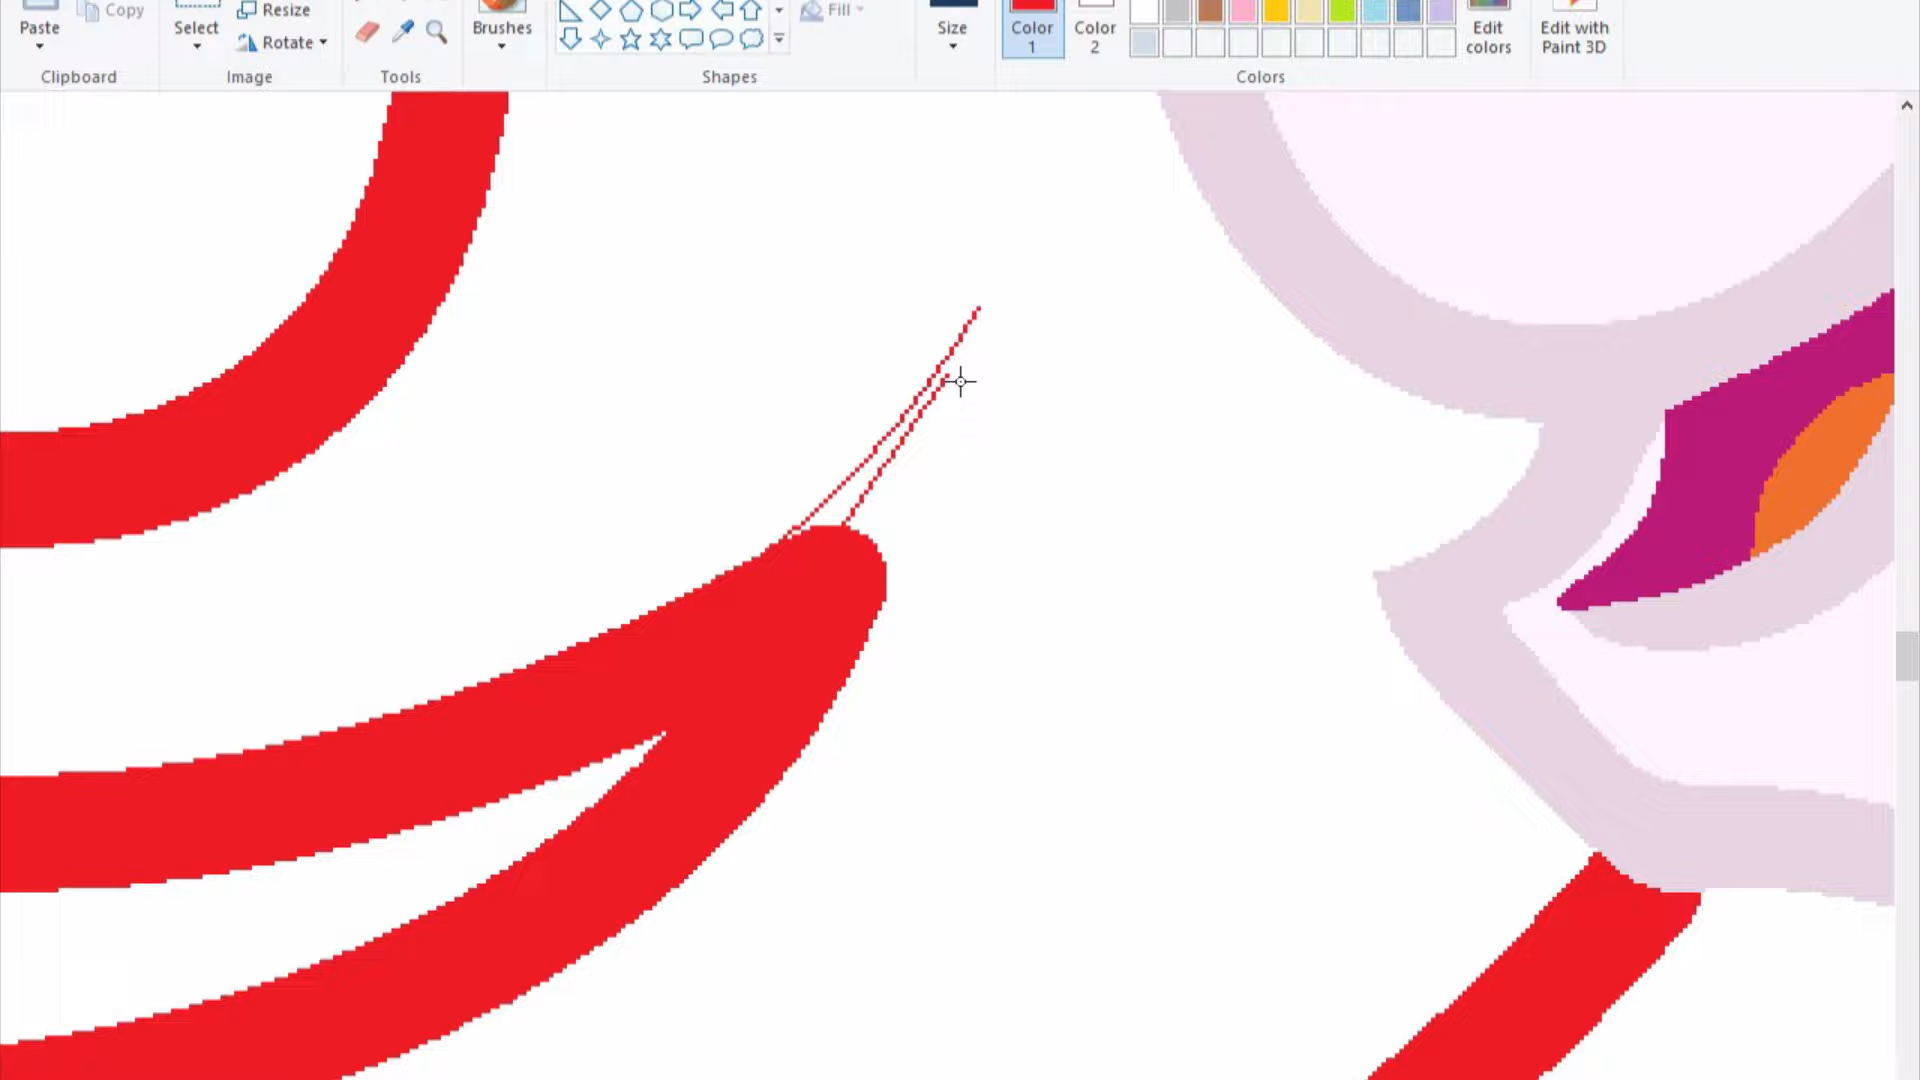 Paste
Copy
Select
Resize
Rotate
Brushes
Fill
Size
Color 1
Color 2
Edit colors
Edit with Paint 3D
Clipboard
Image
Tools
Shapes
Colors